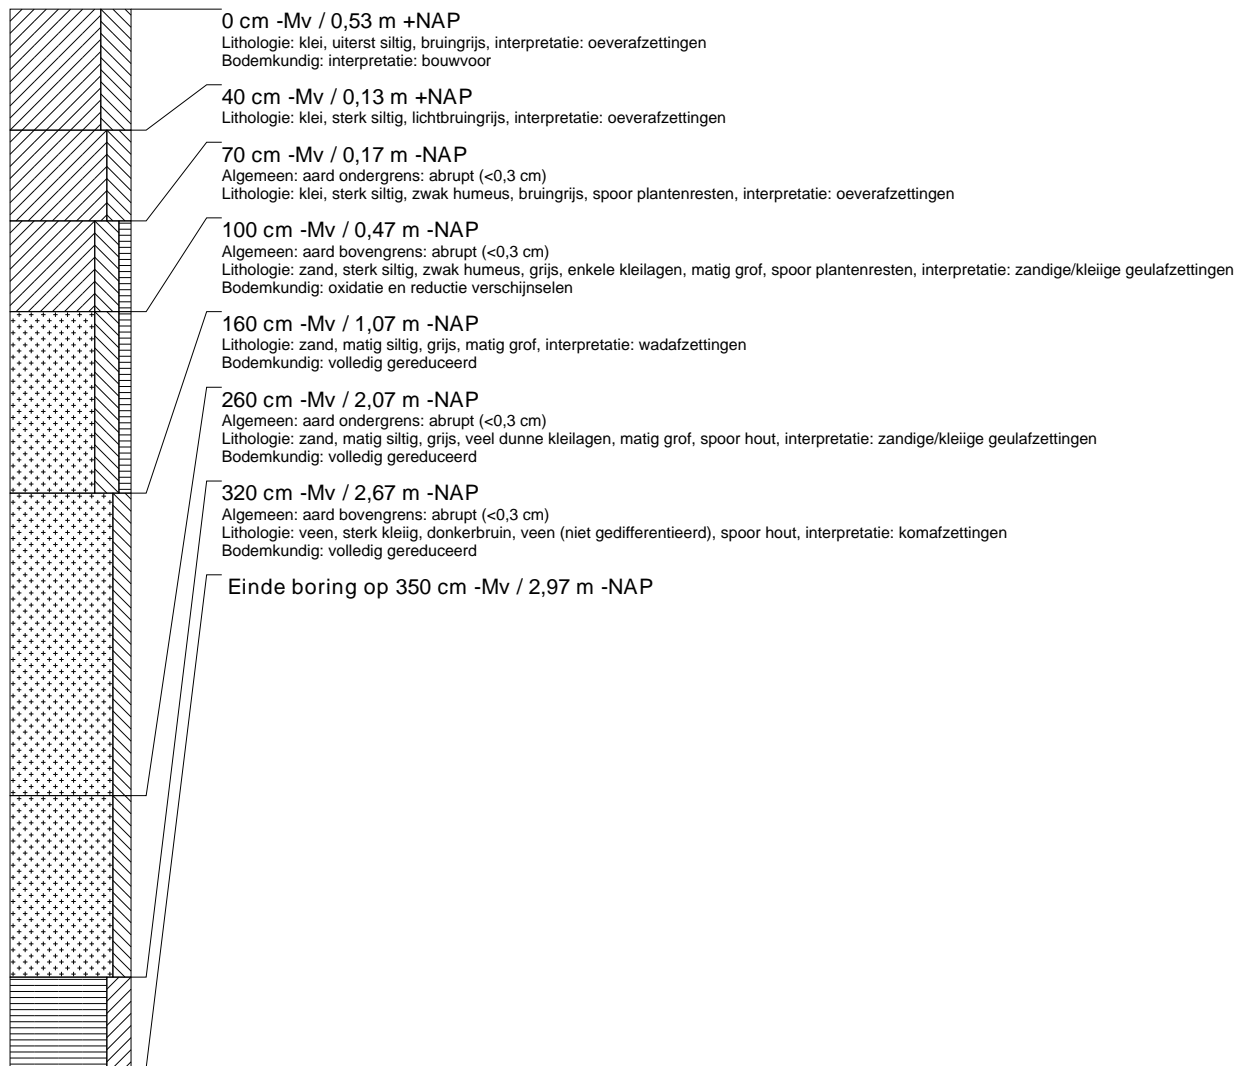 0 cm -Mv / 0,53 m +NAP
Lithologie: klei, uiterst siltig, bruingrijs, interpretatie: oeverafzettingen
Bodemkundig: interpretatie: bouwvoor
40 cm -Mv / 0,13 m +NAP
Lithologie: klei, sterk siltig, lichtbruingrijs, interpretatie: oeverafzettingen
70 cm -Mv / 0,17 m -NAP
Algemeen: aard ondergrens: abrupt (<0,3 cm)
Lithologie: klei, sterk siltig, zwak humeus, bruingrijs, spoor plantenresten, interpretatie: oeverafzettingen
100 cm -Mv / 0,47 m -NAP
Algemeen: aard bovengrens: abrupt (<0,3 cm)
Lithologie: zand, sterk siltig, zwak humeus, grijs, enkele kleilagen, matig grof, spoor plantenresten, interpretatie: zandige/kleiige geulafzettingen
Bodemkundig: oxidatie en reductie verschijnselen
160 cm -Mv / 1,07 m -NAP
Lithologie: zand, matig siltig, grijs, matig grof, interpretatie: wadafzettingen
Bodemkundig: volledig gereduceerd
260 cm -Mv / 2,07 m -NAP
Algemeen: aard ondergrens: abrupt (<0,3 cm)
Lithologie: zand, matig siltig, grijs, veel dunne kleilagen, matig grof, spoor hout, interpretatie: zandige/kleiige geulafzettingen
Bodemkundig: volledig gereduceerd
320 cm -Mv / 2,67 m -NAP
Algemeen: aard bovengrens: abrupt (<0,3 cm)
Lithologie: veen, sterk kleiig, donkerbruin, veen (niet gedifferentieerd), spoor hout, interpretatie: komafzettingen
Bodemkundig: volledig gereduceerd
Einde boring op 350 cm -Mv / 2,97 m -NAP